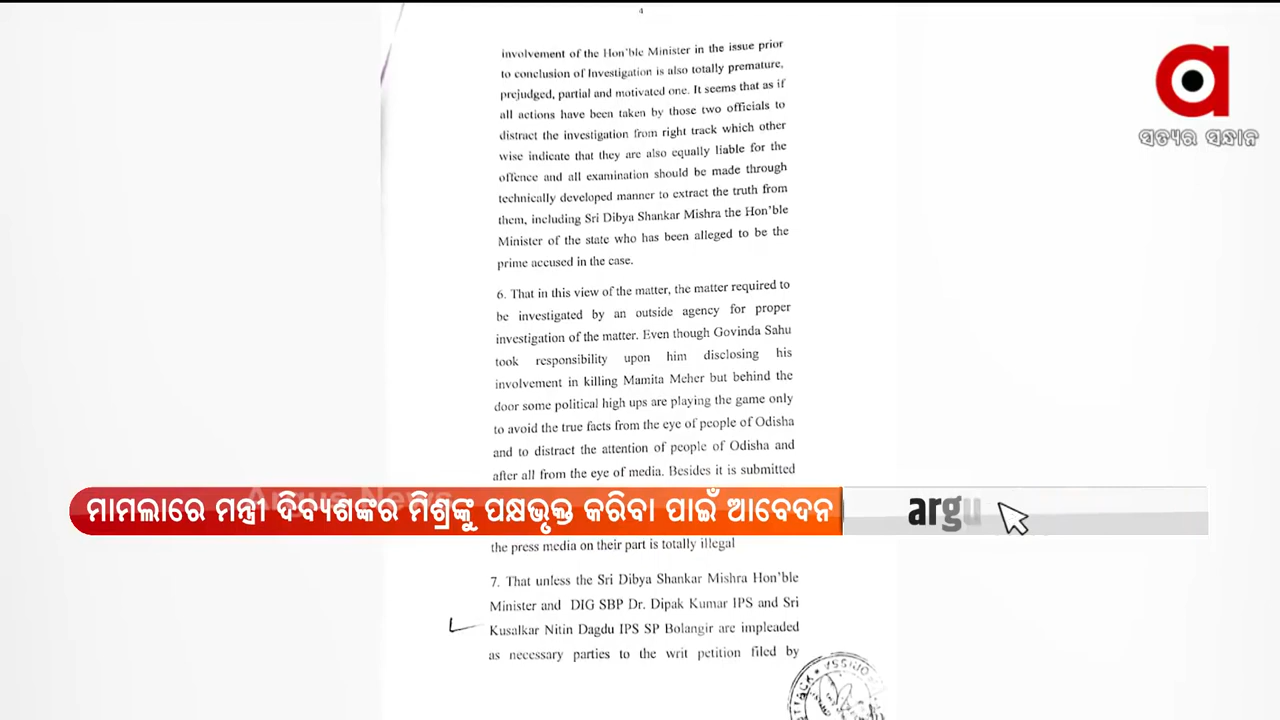 4
involvement of the Hon'ble Minister in the issue prior
to conclusion of Investigation is also totally premature,
prejudged, partial and motivated one. It seems that as if
all actions have been taken by those two officials to
distract the investigation from right track which other
wise indicate that they are also equally liable for the
offence and all examination should be made through
technically developed manner to extract the truth from
them, including Sri Dibya Shankar Mishra the Hon'ble
Minister of the state who has been alleged to be the
prime accused in the case.
6. That in this view of the matter, the matter required to
be investigated by an outside agency for proper
investigation of the matter. Even though Govinda Sahu
took responsibility upon him disclosing his
involvement in killing Mamita Meher but behind the
door some political high ups are playing the game only
to avoid the true facts from the eye of people of Odisha
and to distract the attention of people of Odisha and
after all from the eye of media. Besides it is submitted
the press media on their part is totally illegal
7. That unless the Sri Dibya Shankar Mishra Hon'ble
Minister and DIG SBP Dr. Dipak Kumar IPS and Sri
Kusalkar Nitin Dagdu IPS SP Bolangir are impleaded
as necessary parties to the writ petition filed by
ସତ୍ୟର ସନ୍ଧାନ
Argus News
ମାମଲାରେ ମନ୍ତ୍ରୀ ଦିବ୍ୟଶଙ୍କର ମିଶ୍ରଙ୍କୁ ପକ୍ଷଭୃକ୍ତ କରିବା ପାଇଁ ଆବେଦନ
argu